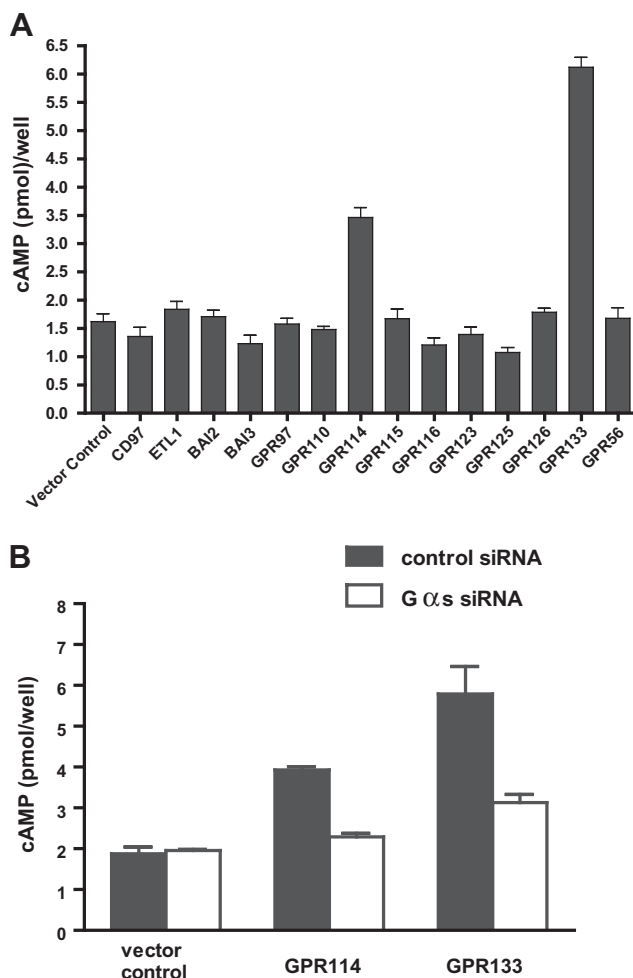 A
cAMP (pmol)/well
6.5
6.0
5.5
5.0
4.5
4.0
3.5
3.0
2.5
2.0
1.5
1.0
0.5
0.0
Vector Control
CD97
ETL1
BAI2
BAI3
GPR97
GPR110
GPR114
GPR115
GPR116
GPR123
GPR125
GPR126
GPR133
GPR56
B
control siRNA
G αs siRNA
cAMP (pmol/well)
8
7
6
5
4
3
2
1
0
vector
control
GPR114
GPR133